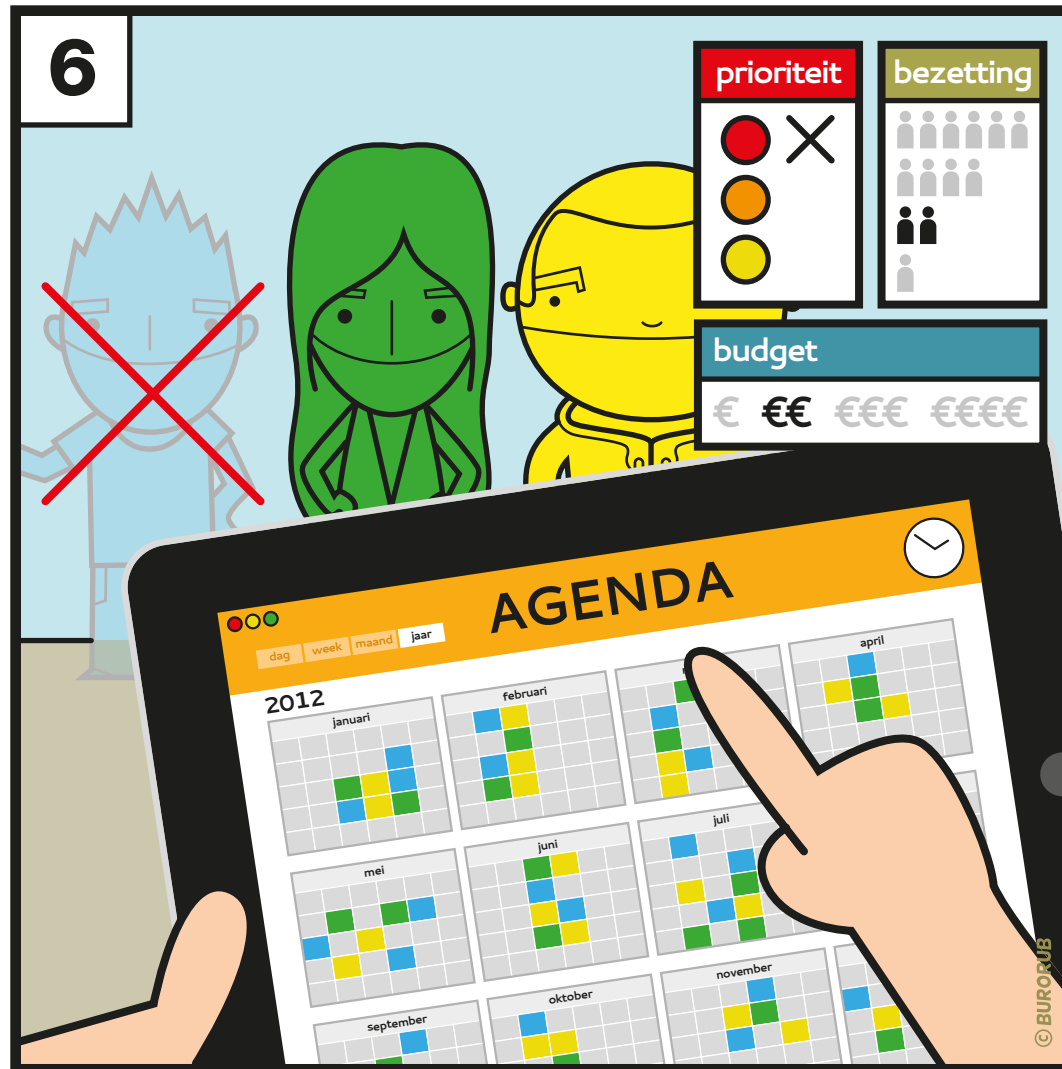 6
prioriteit
bezetting
budget
€ €€ €€€ €€€€
AGENDA
dag week maand jaar
2012
januari
februari
april
mei
juni
juli
september
oktober
november
© BURORUB